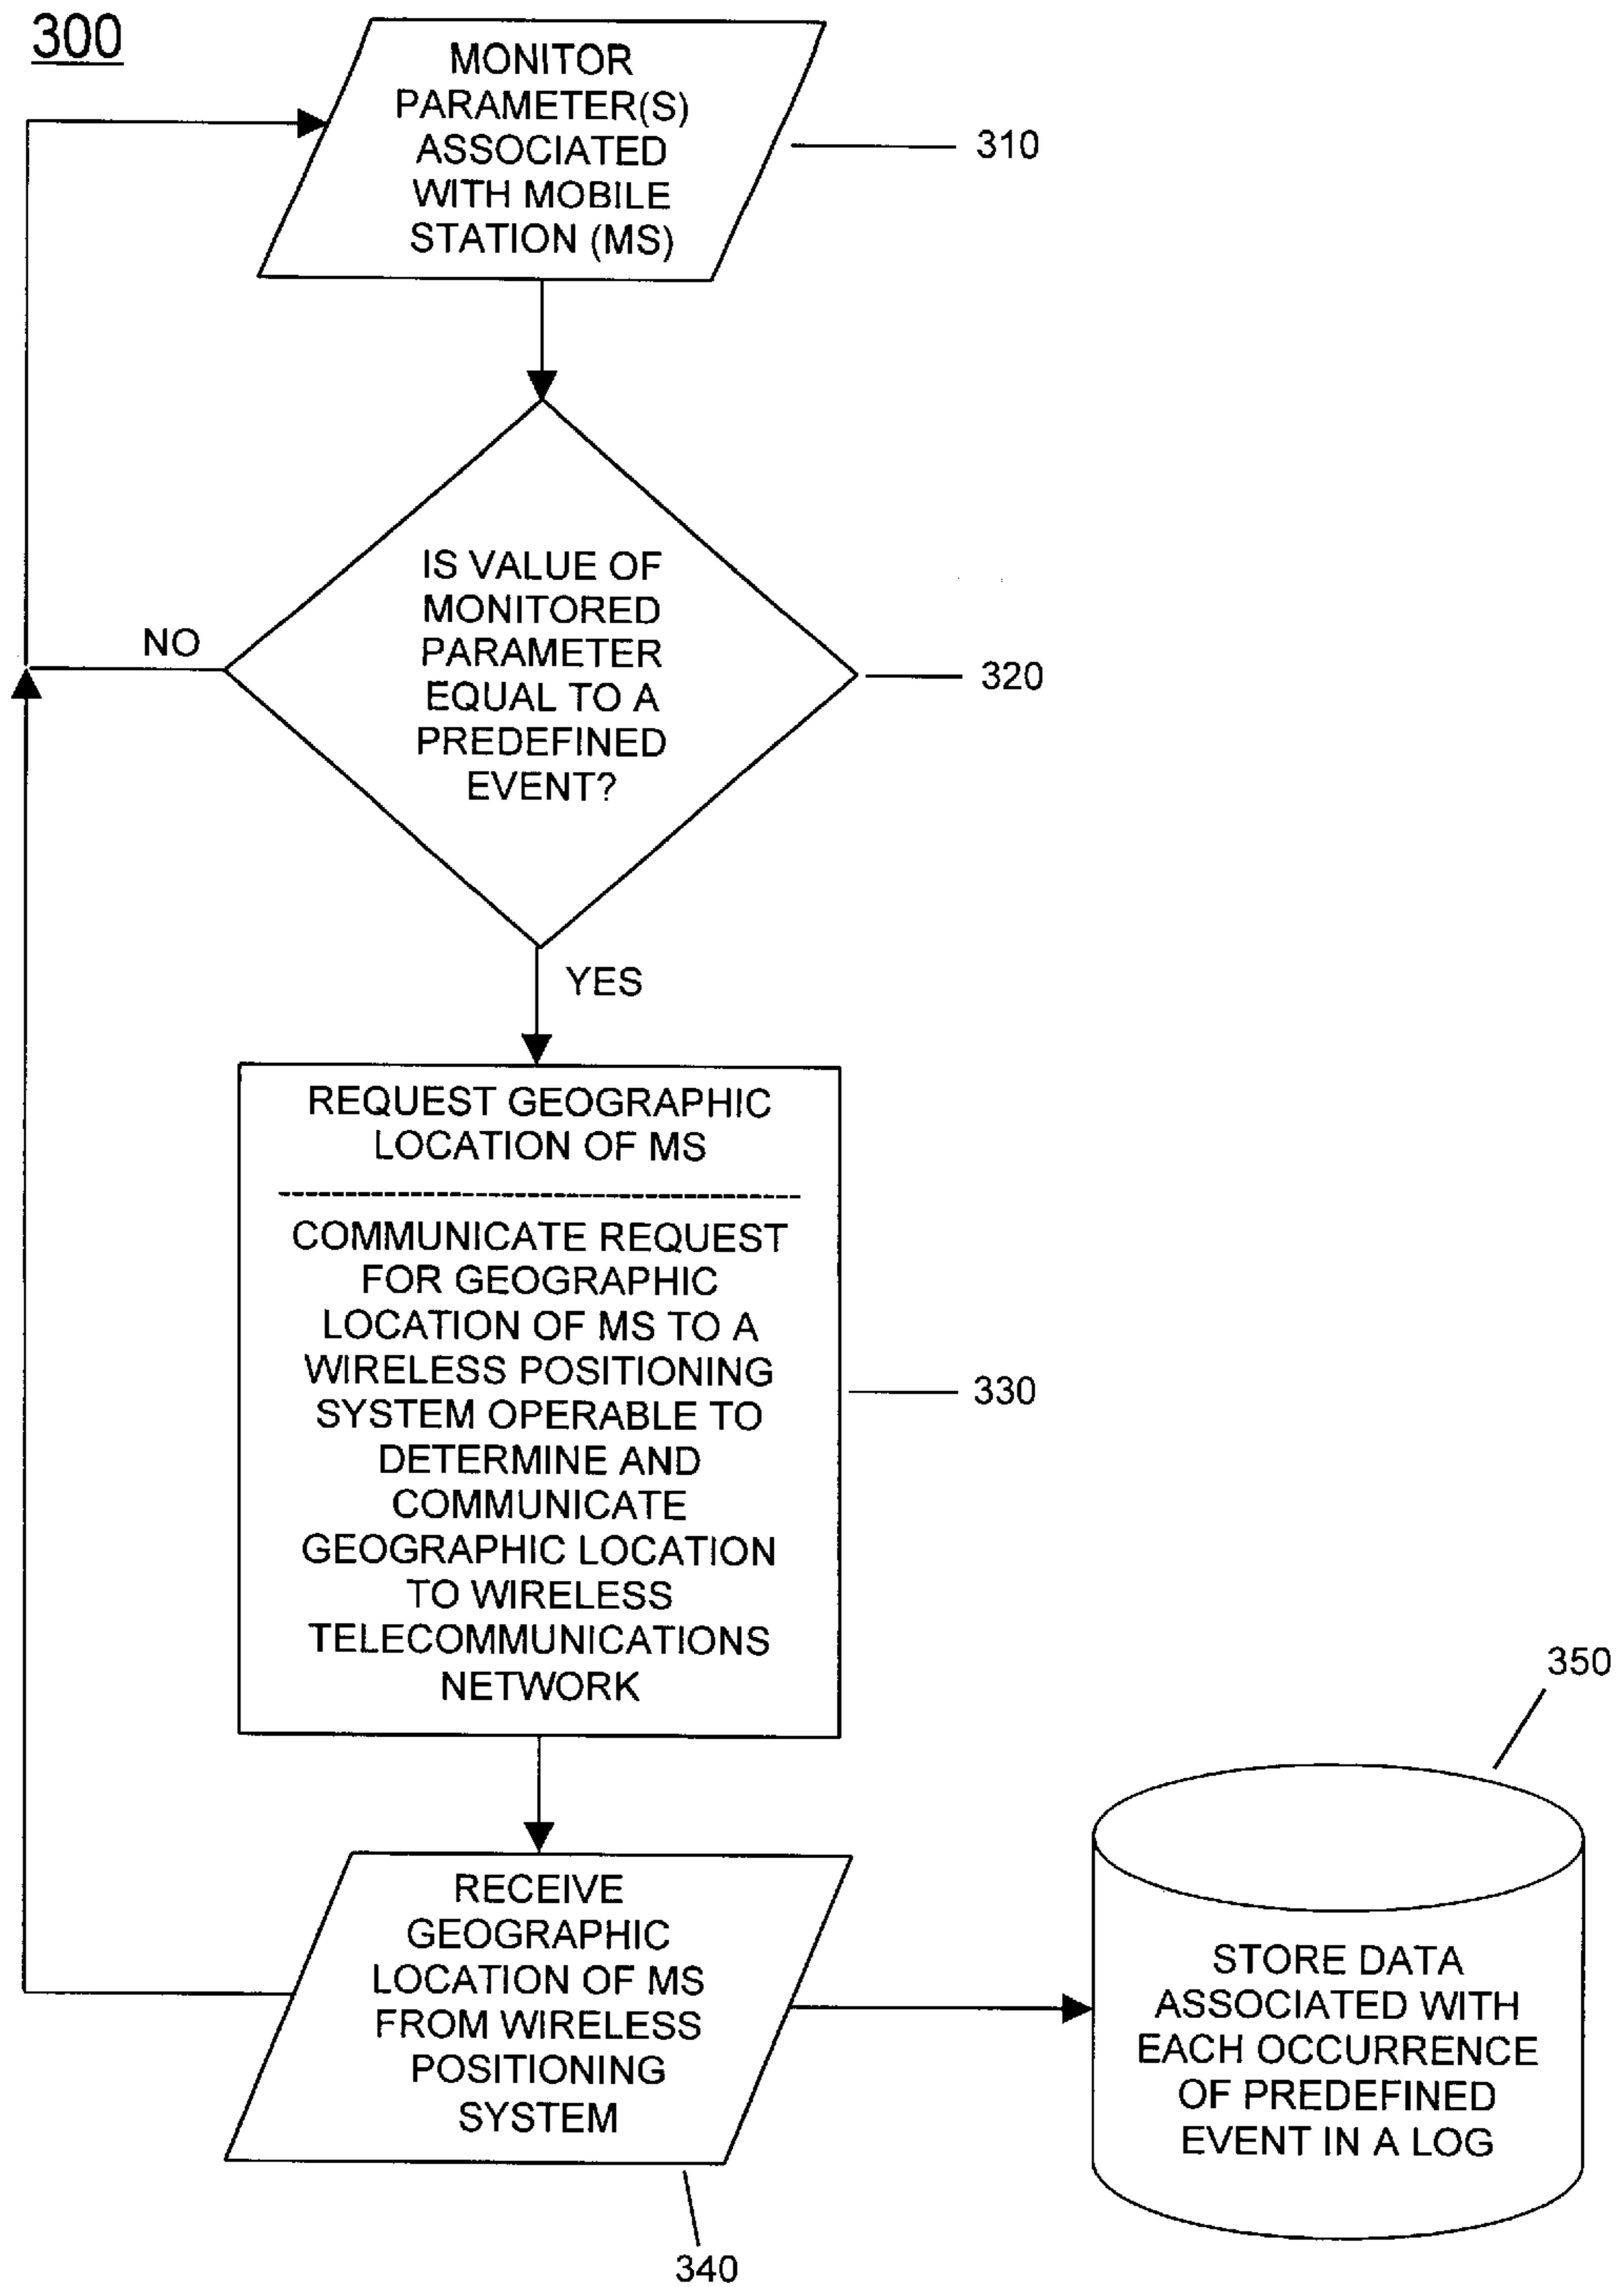 300
MONITOR
PARAMETER(S)
ASSOCIATED
WITH MOBILE
STATION (MS)
310
IS VALUE OF
MONITORED
PARAMETER
EQUAL TO A
PREDEFINED
EVENT?
NO
320
YES
REQUEST GEOGRAPHIC
LOCATION OF MS
COMMUNICATE REQUEST
FOR GEOGRAPHIC
LOCATION OF MS TO A
WIRELESS POSITIONING
SYSTEM OPERABLE TO
DETERMINE AND
COMMUNICATE
GEOGRAPHIC LOCATION
TO WIRELESS
TELECOMMUNICATIONS
NETWORK
330
RECEIVE
GEOGRAPHIC
LOCATION OF MS
FROM WIRELESS
POSITIONING
SYSTEM
340
350
STORE DATA
ASSOCIATED WITH
EACH OCCURRENCE
OF PREDEFINED
EVENT IN A LOG